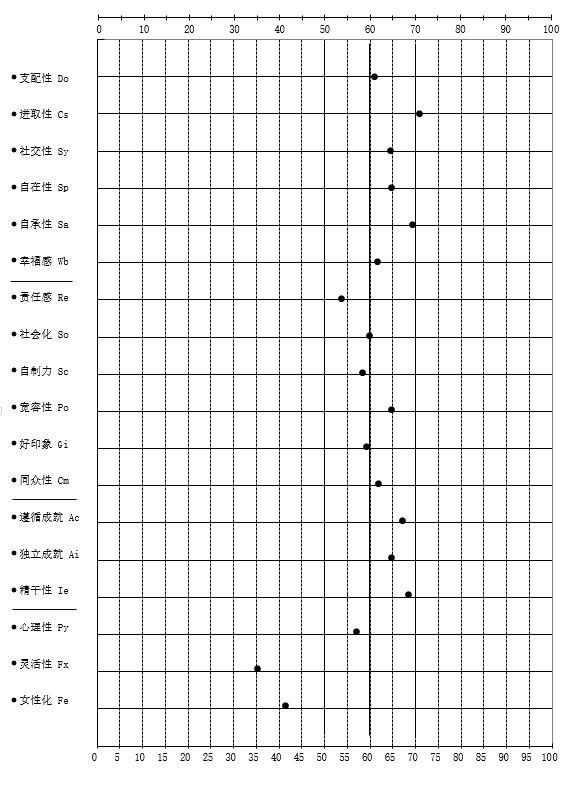 0 10 20 30 40 50 60 70 80 90 100
● 支配性 Do
● 进取性 Cs
● 社交性 Sy
● 自在性 Sp
● 自承性 Sa
● 幸福感 Wb
● 责任感 Re
● 社会化 So
● 自制力 Sc
● 宽容性 Po
● 好印象 Gi
● 同众性 Cm
● 遵循成就 Ac
● 独立成就 Ai
● 精干性 Ie
● 心理性 Py
● 灵活性 Fx
● 女性化 Fe
0 5 10 15 20 25 30 35 40 45 50 55 60 65 70 75 80 85 90 95 100